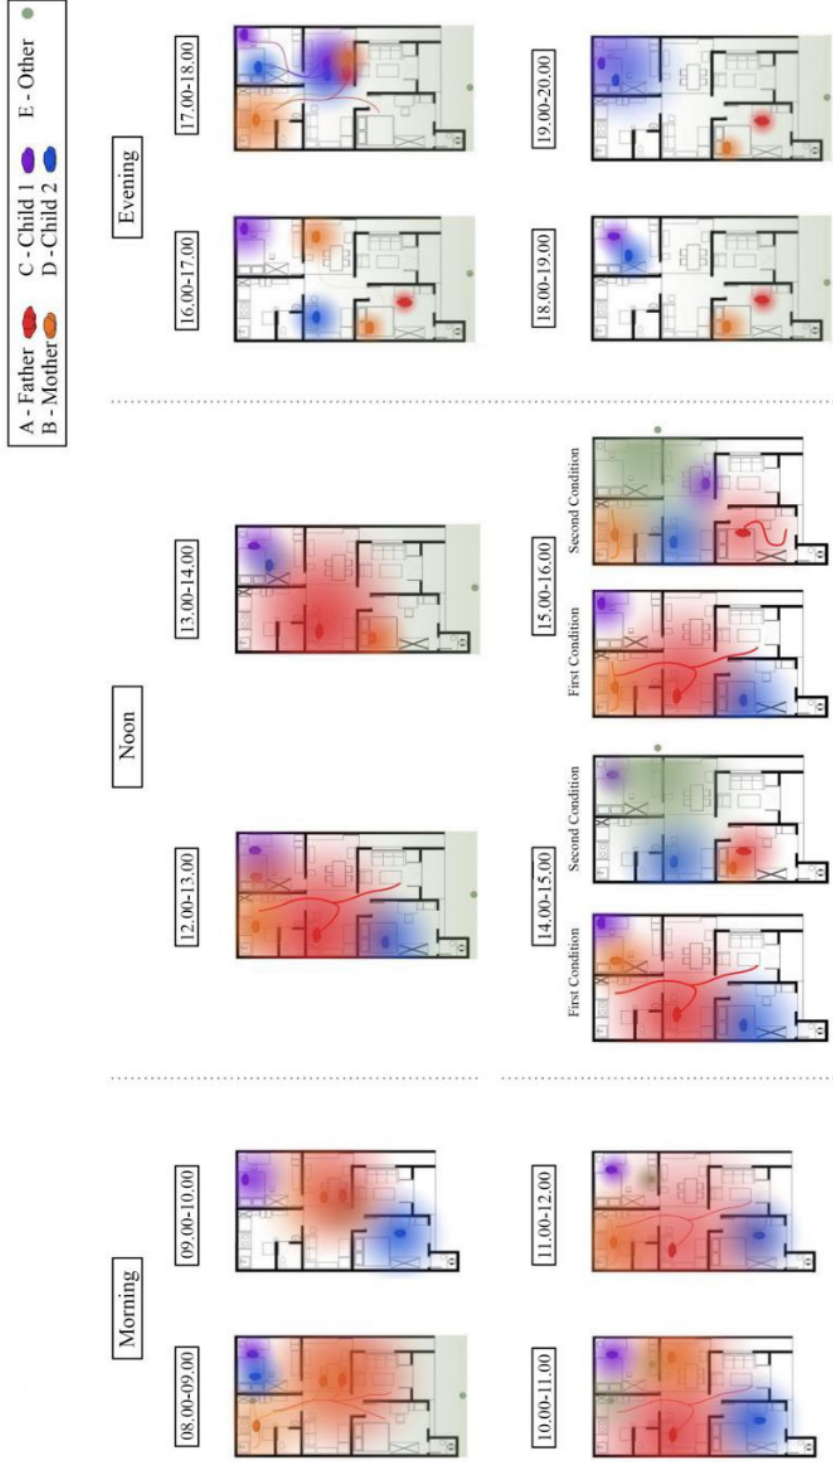 A - Father C - Child 1 E - Other
B - Mother D - Child 2
Morning
Noon
Evening
08.00-09.00
09.00-10.00
12.00-13.00
13.00-14.00
16.00-17.00
17.00-18.00
10.00-11.00
11.00-12.00
14.00-15.00
15.00-16.00
18.00-19.00
19.00-20.00
First Condition
Second Condition
First Condition
Second Condition